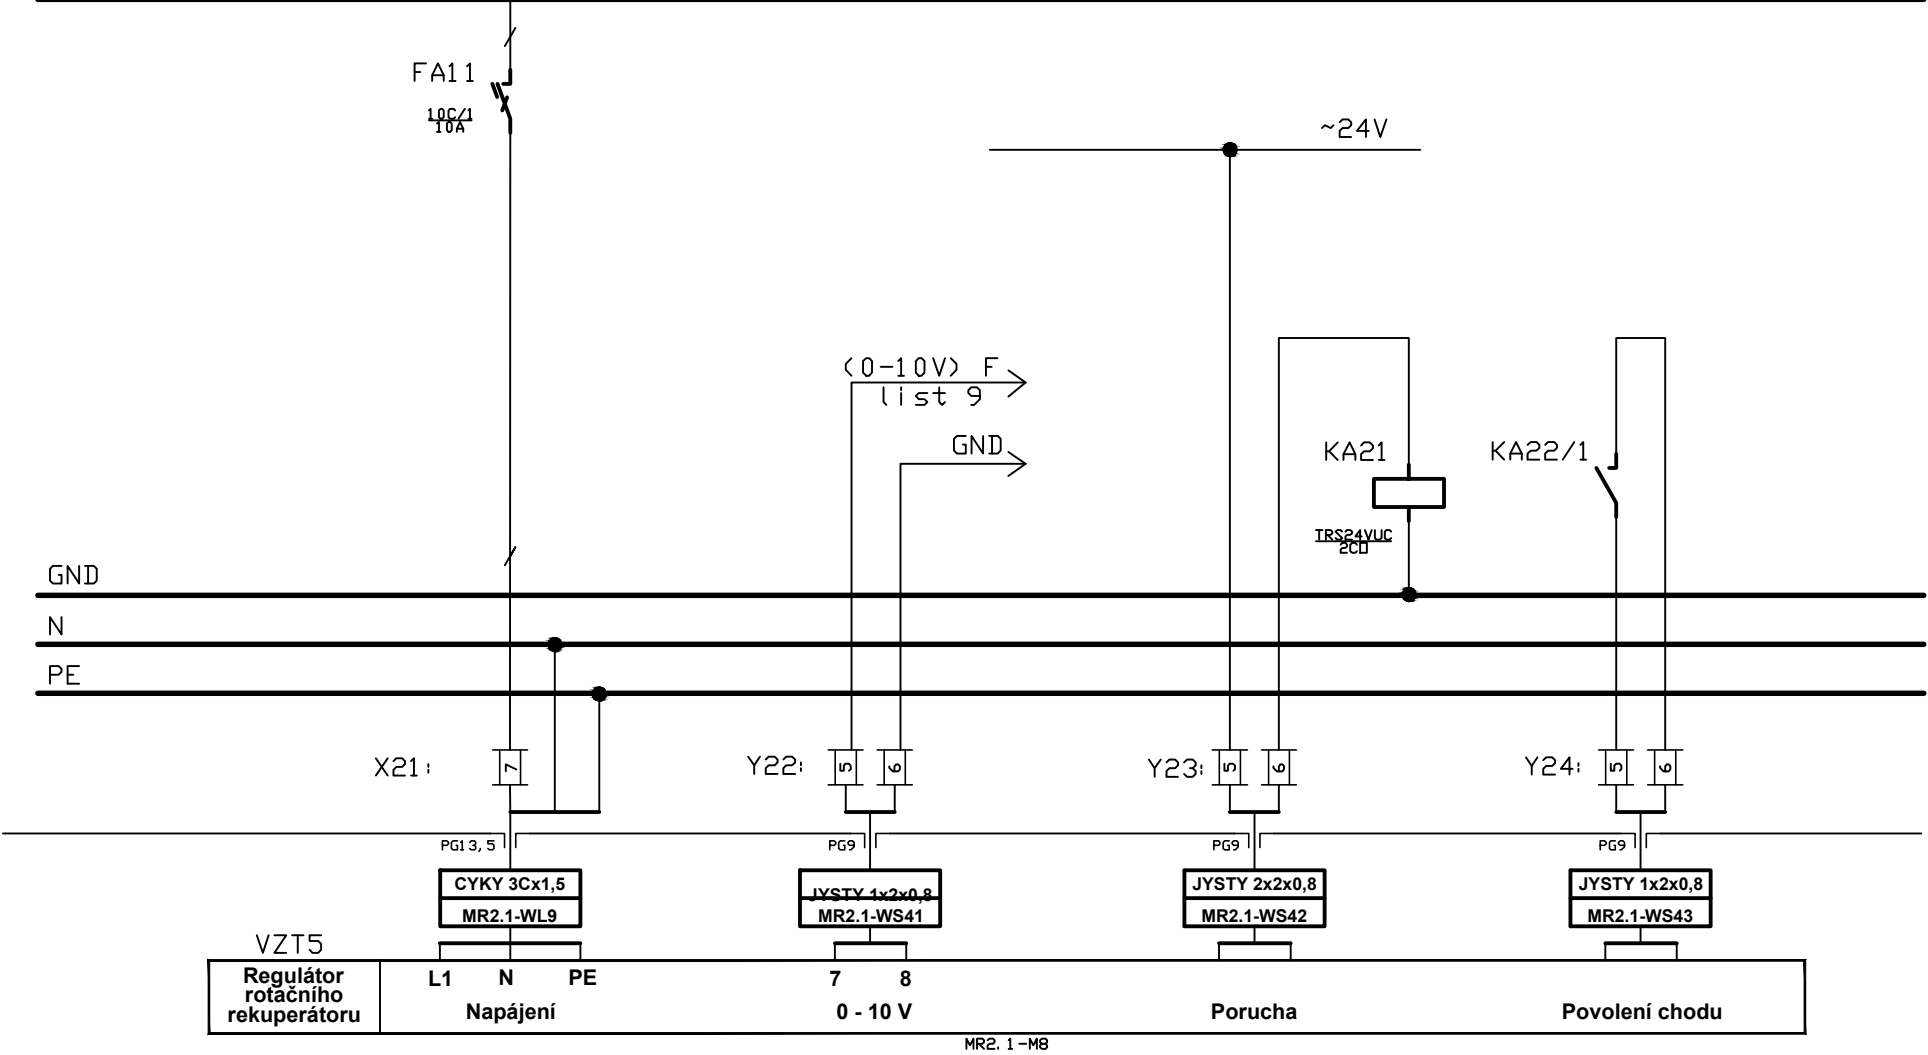 FA11
10C/1
10A
~24V
(0-10V) F
list 9
GND
KA21
KA22/1
TRS24VUC
2CO
GND
N
PE
X21:
7
Y22:
5
6
Y23:
5
6
Y24:
5
6
PG13,5
PG9
PG9
PG9
CYKY 3Cx1,5
MR2.1-WL9
JYSTY 1x2x0,8
MR2.1-WS41
JYSTY 2x2x0,8
MR2.1-WS42
JYSTY 1x2x0,8
MR2.1-WS43
VZT5
Regulátor
rotačního
rekuperátoru
L1 N PE
Napájení
7 8
0 - 10 V
Porucha
Povolení chodu
MR2.1-M8